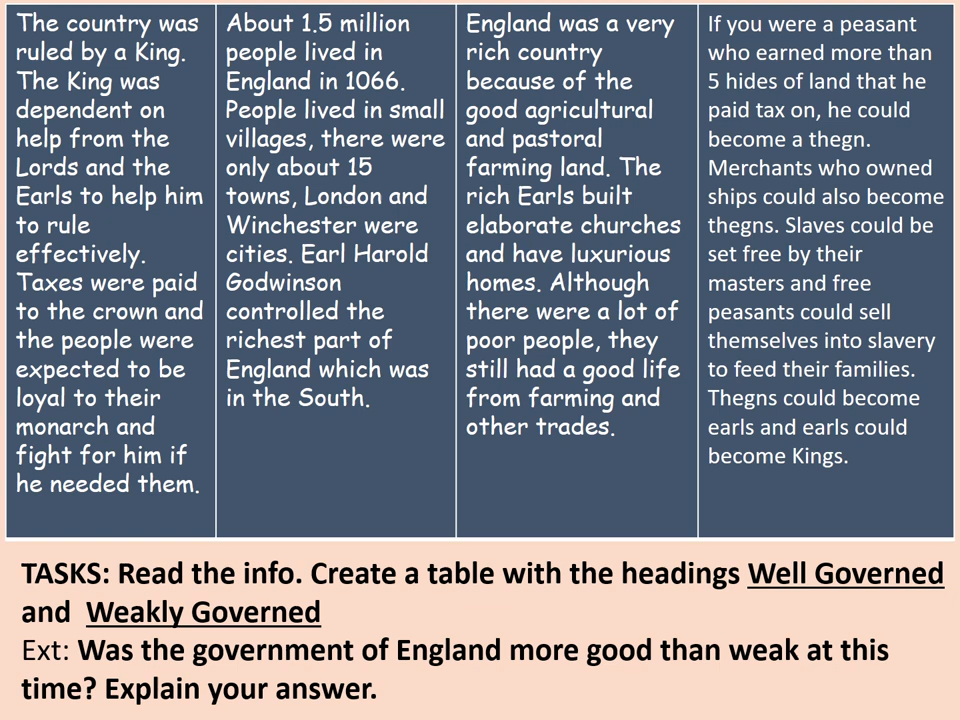 The country was
ruled by a King.
The King was
dependent on
help from the
Lords and the
Earls to help him
to rule
effectively.
Taxes were paid
to the crown and
the people were
expected to be
loyal to their
monarch and
fight for him if
he needed them.
About 1.5 million
people lived in
England in 1066.
People lived in small
villages, there were
only about 15
towns, London and
Winchester were
cities. Earl Harold
Godwinson
controlled the
richest part of
England which was
in the South.
England was a very
rich country
because of the
good agricultural
and pastoral
farming land. The
rich Earls built
elaborate churches
and have luxurious
homes. Although
there were a lot of
poor people, they
still had a good life
from farming and
other trades.
If you were a peasant
who earned more than
5 hides of land that he
paid tax on, he could
become a thegn.
Merchants who owned
ships could also become
thegns. Slaves could be
set free by their
masters and free
peasants could sell
themselves into slavery
to feed their families.
Thegns could become
earls and earls could
become Kings.
TASKS: Read the info. Create a table with the headings Well Governed
and Weakly Governed
Ext: Was the government of England more good than weak at this
time? Explain your answer.